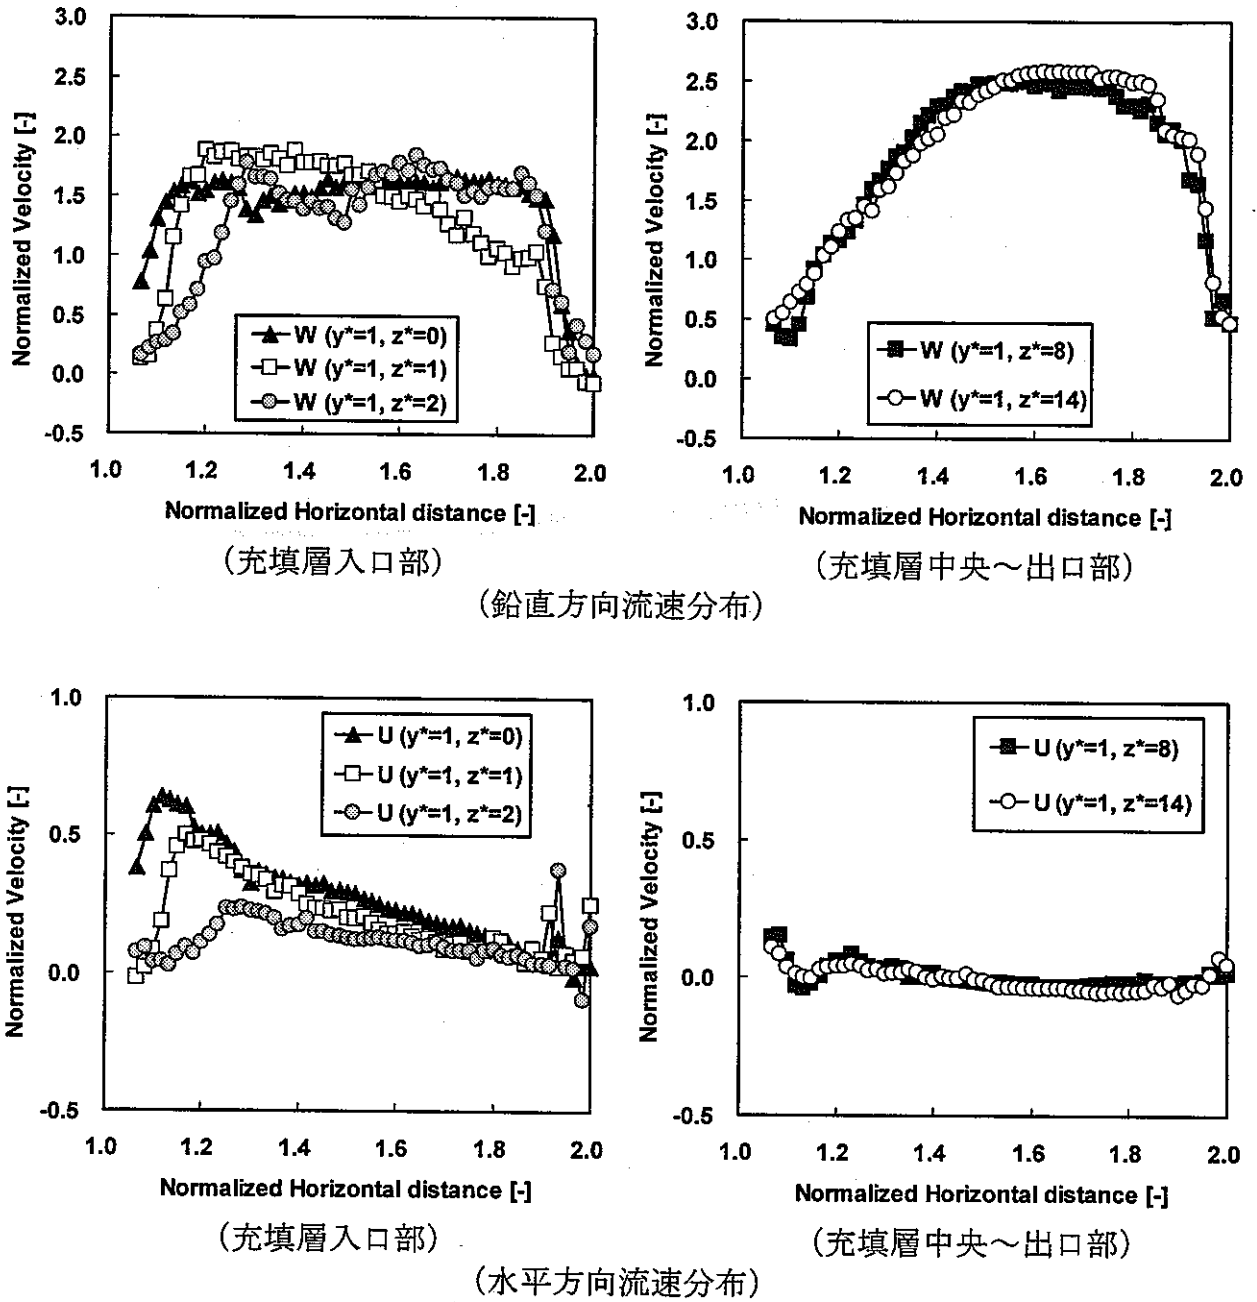 3.0
2.5
2.0
1.5
1.0
0.5
0.0
-0.5
Normalized Velocity [-]
W (y*=1, z*=0)
W (y*=1, z*=1)
W (y*=1, z*=2)
1.0 1.2 1.4 1.6 1.8 2.0
Normalized Horizontal distance [-]
(充填層入口部)
3.0
2.5
2.0
1.5
1.0
0.5
0.0
-0.5
Normalized Velocity [-]
W (y*=1, z*=8)
W (y*=1, z*=14)
1.0 1.2 1.4 1.6 1.8 2.0
Normalized Horizontal distance [-]
(充填層中央～出口部)
(鉛直方向流速分布)
1.0
0.5
0.0
-0.5
Normalized Velocity [-]
U (y*=1, z*=0)
U (y*=1, z*=1)
U (y*=1, z*=2)
1.0 1.2 1.4 1.6 1.8 2.0
Normalized Horizontal distance [-]
(充填層入口部)
1.0
0.5
0.0
-0.5
Normalized Velocity [-]
U (y*=1, z*=8)
U (y*=1, z*=14)
1.0 1.2 1.4 1.6 1.8 2.0
Normalized Horizontal distance [-]
(充填層中央～出口部)
(水平方向流速分布)